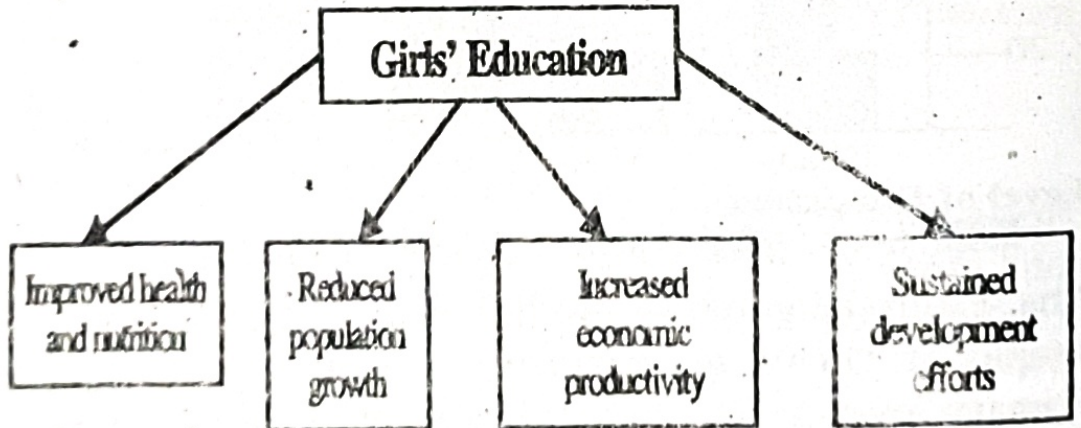 Girls' Education
Improved health
and nutrition
Reduced
population
growth
Increased
economic
productivity
Sustained
development
efforts